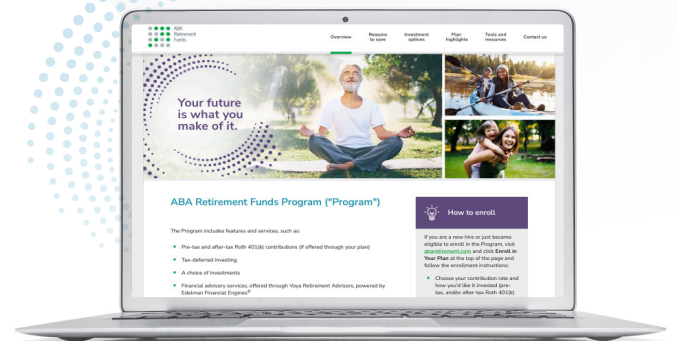 ABA
Retirement
Funds
Overview
Reasons
to save
Investment
options
Plan
highlights
Tools and
resources
Contact us
Your future
is what you
make of it.
ABA Retirement Funds Program ("Program")
The Program includes features and services, such as:
Pre-tax and after-tax Roth 401(k) contributions (if offered through your plan)
Tax-deferred investing
A choice of investments
Financial advisory services, offered through Voya Retirement Advisors, powered by
Edelman Financial Engines®
How to enroll
If you are a new hire or just became
eligible to enroll in the Program, visit
abaretirement.com and click Enroll in
Your Plan at the top of the page and
follow the enrollment instructions:
Choose your contribution rate and
how you'd like it invested (pre-
tax, and/or after-tax Roth 401(k)